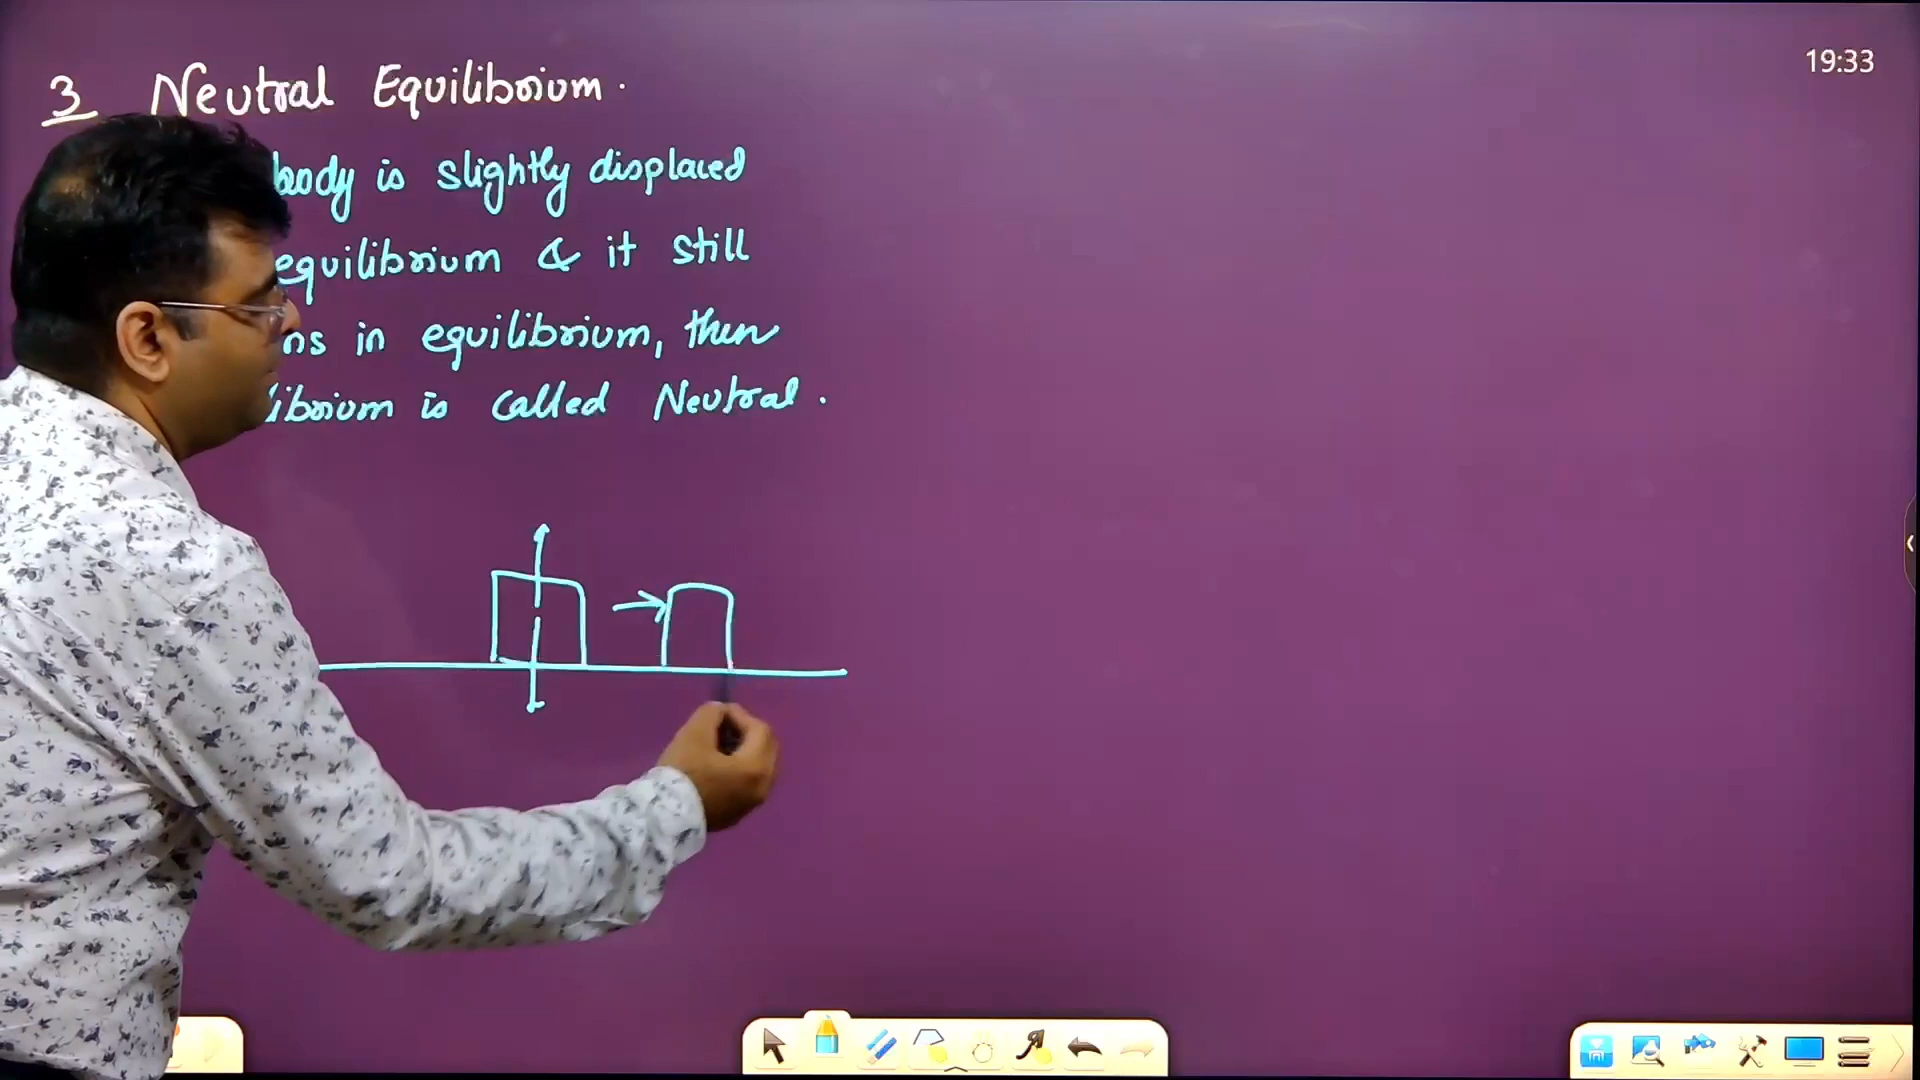 3 Neutral Equilibrium.
19:33
body is slightly displaced
equilibrium & it still
ns in equilibrium, then
librium is called Neutral.